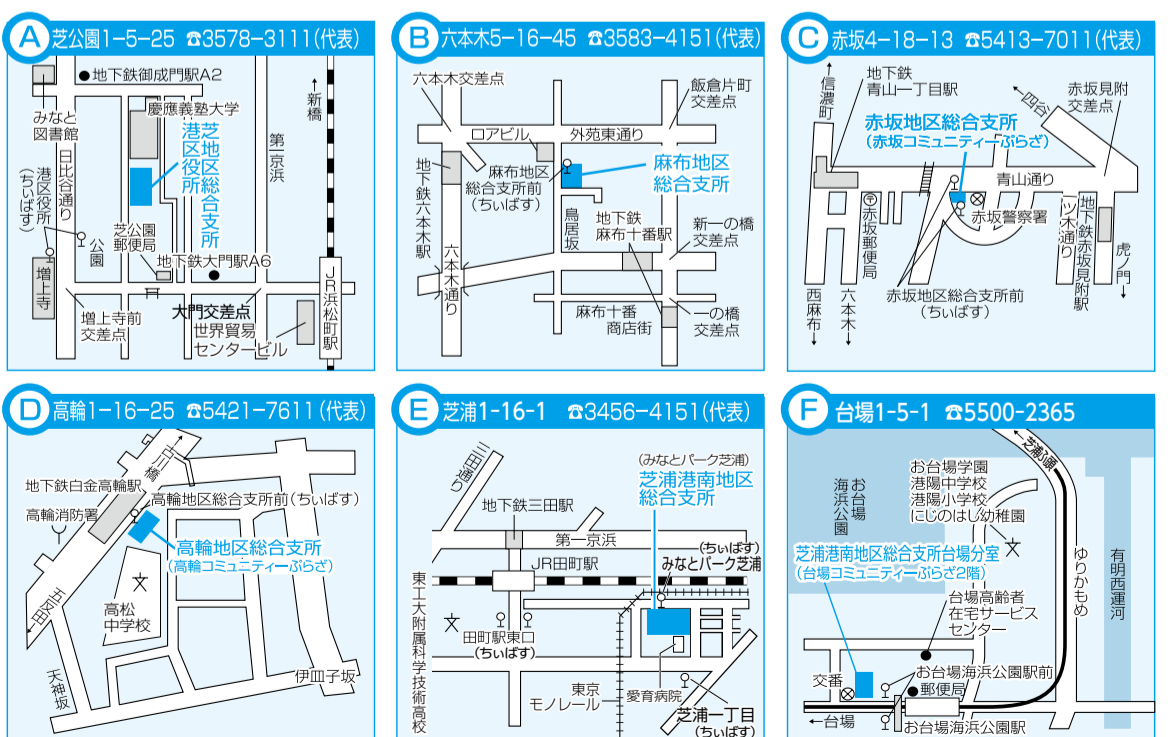 A 芝公園1-5-25 ☎3578-3111(代表)
地下鉄御成門駅A2
みなと
図書館
慶應義塾大学
芝地区総合支所
港区役所
↑新橋
第一京浜
日比谷通り
港区役所
(ちぃばす)
公園
芝公園
郵便局
地下鉄大門駅A6
増上寺
増上寺前
交差点
大門交差点
世界貿易
センタービル
JR浜松町駅
B 六本木5-16-45 ☎3583-4151(代表)
六本木交差点
飯倉片町
交差点
ロアビル
外苑東通り
地下鉄六本木駅
麻布地区
総合支所前
(ちぃばす)
麻布地区
総合支所
鳥居坂
地下鉄
麻布十番駅
新一の橋
交差点
六本木通り
麻布十番
商店街
一の橋
交差点
C 赤坂4-18-13 ☎5413-7011(代表)
↑信濃町
地下鉄
青山一丁目駅
↑四谷
赤坂見附
交差点
赤坂地区総合支所
(赤坂コミュニティーぷらざ)
青山通り
赤坂郵便局
赤坂警察署
一ツ木通り
地下鉄赤坂見附駅
虎ノ門↓
赤坂地区総合支所前
(ちぃばす)
西麻布↓
六本木↓
D 高輪1-16-25 ☎5421-7611(代表)
古川橋
地下鉄白金高輪駅
高輪地区総合支所前(ちぃばす)
高輪消防署
高輪地区総合支所
(高輪コミュニティーぷらざ)
文
高松
中学校
五反田
天神坂
伊皿子坂
E 芝浦1-16-1 ☎3456-4151(代表)
三田通り
(みなとパーク芝浦)
芝浦港南地区
総合支所
地下鉄三田駅
第一京浜
(ちぃばす)
みなとパーク芝浦
JR田町駅
東工大附属科学技術高校
文
田町駅東口
(ちぃばす)
東京
モノレール
愛育病院
芝浦一丁目
(ちぃばす)
F 台場1-5-1 ☎5500-2365
←芝浦ふ頭
お台場
海浜公園
お台場学園
港陽中学校
港陽小学校
にじのはし幼稚園
文
芝浦港南地区総合支所台場分室
(台場コミュニティーぷらざ2階)
ゆりかもめ
有明西運河
台場高齢者
在宅サービス
センター
交番
お台場海浜公園駅前
郵便局
←台場
お台場海浜公園駅